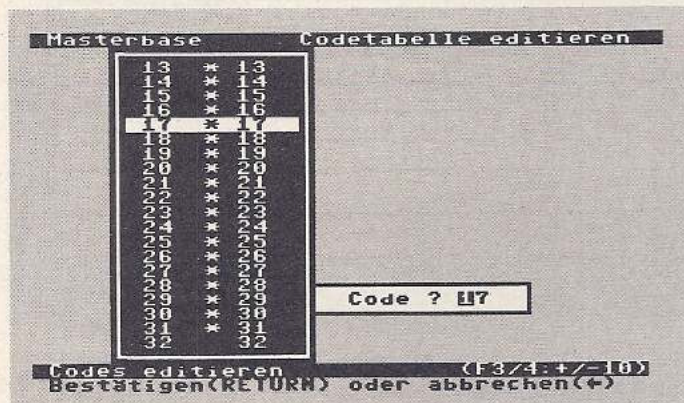 Masterbase Codetabelle editieren
13 * 13
14 * 14
15 * 15
16 * 16
17 * 17
18 * 18
19 * 19
20 * 20
21 * 21
22 * 22
23 * 23
24 * 24
25 * 25
26 * 26
27 * 27
28 * 28
29 * 29
30 * 30
31 * 31
32 32
Code ? 17
Codes editieren (F3/4:+/-10)
Bestätigen(RETURN) oder abbrechen(←)